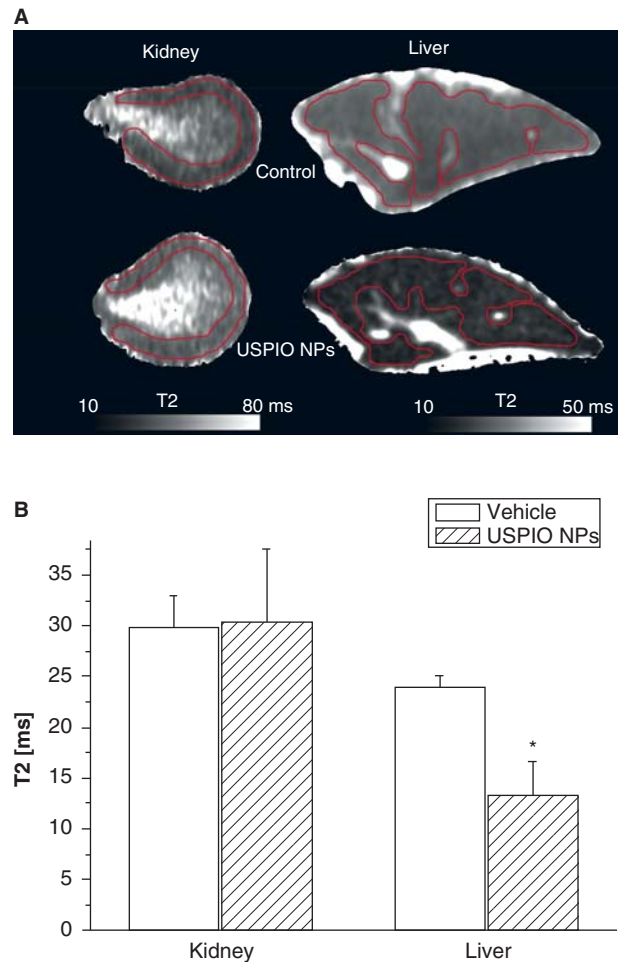 A
Kidney
Liver
Control
USPIO NPs
10
T2
80 ms
10
T2
50 ms
B
Vehicle
USPIO NPs
35
30
25
20
15
10
5
0
T2 [ms]
*
Kidney
Liver